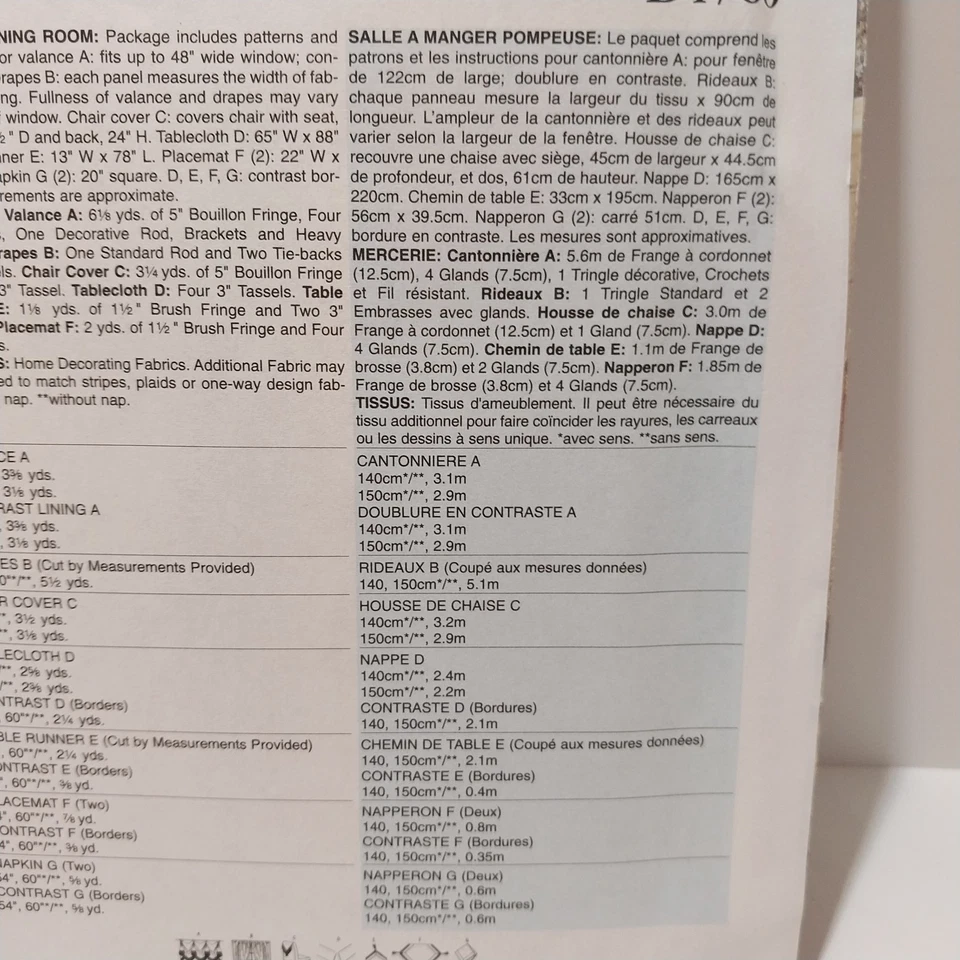 NING ROOM: Package includes patterns and
or valance A: fits up to 48" wide window; con-
rapes B: each panel measures the width of fab-
ng. Fullness of valance and drapes may vary
window. Chair cover C: covers chair with seat,
½" D and back, 24" H. Tablecloth D: 65" W x 88"
ner E: 13" W x 78" L. Placemat F (2): 22" W x
pkin G (2): 20" square. D, E, F, G: contrast bor-
rements are approximate.
Valance A: 6⅛ yds. of 5" Bouillon Fringe, Four
, One Decorative Rod, Brackets and Heavy
rapes B: One Standard Rod and Two Tie-backs
ls. Chair Cover C: 3¼ yds. of 5" Bouillon Fringe
3" Tassel. Tablecloth D: Four 3" Tassels. Table
E: 1⅛ yds. of 1½" Brush Fringe and Two 3"
Placemat F: 2 yds. of 1½" Brush Fringe and Four
s.
S: Home Decorating Fabrics. Additional Fabric may
ed to match stripes, plaids or one-way design fab-
nap. **without nap.
CE A
3⅜ yds.
3⅛ yds.
RAST LINING A
, 3⅜ yds.
, 3⅛ yds.
ES B (Cut by Measurements Provided)
0"*/**, 5½ yds.
R COVER C
*, 3½ yds.
**, 3⅛ yds.
LECLOTH D
/**, 2⅝ yds.
/**, 2⅜ yds.
NTRAST D (Borders)
60"*/**, 2¼ yds.
BLE RUNNER E (Cut by Measurements Provided)
, 60"*/**, 2¼ yds.
ONTRAST E (Borders)
", 60"*/**, ⅜ yd.
LACEMAT F (Two)
4", 60"*/**, ⅞ yd.
ONTRAST F (Borders)
4", 60"*/**, ⅜ yd.
NAPKIN G (Two)
54", 60"*/**, ⅝ yd.
CONTRAST G (Borders)
54", 60"*/**, ⅝ yd.
SALLE A MANGER POMPEUSE: Le paquet comprend les
patrons et les instructions pour cantonnière A: pour fenêtre
de 122cm de large; doublure en contraste. Rideaux B:
chaque panneau mesure la largeur du tissu x 90cm de
longueur. L'ampleur de la cantonnière et des rideaux peut
varier selon la largeur de la fenêtre. Housse de chaise C:
recouvre une chaise avec siège, 45cm de largeur x 44.5cm
de profondeur, et dos, 61cm de hauteur. Nappe D: 165cm x
220cm. Chemin de table E: 33cm x 195cm. Napperon F (2):
56cm x 39.5cm. Napperon G (2): carré 51cm. D, E, F, G:
bordure en contraste. Les mesures sont approximatives.
MERCERIE: Cantonnière A: 5.6m de Frange à cordonnet
(12.5cm), 4 Glands (7.5cm), 1 Tringle décorative, Crochets
et Fil résistant. Rideaux B: 1 Tringle Standard et 2
Embrasses avec glands. Housse de chaise C: 3.0m de
Frange à cordonnet (12.5cm) et 1 Gland (7.5cm). Nappe D:
4 Glands (7.5cm). Chemin de table E: 1.1m de Frange de
brosse (3.8cm) et 2 Glands (7.5cm). Napperon F: 1.85m de
Frange de brosse (3.8cm) et 4 Glands (7.5cm).
TISSUS: Tissus d'ameublement. Il peut être nécessaire du
tissu additionnel pour faire coïncider les rayures, les carreaux
ou les dessins à sens unique. *avec sens. **sans sens.
CANTONNIERE A
140cm*/**, 3.1m
150cm*/**, 2.9m
DOUBLURE EN CONTRASTE A
140cm*/**, 3.1m
150cm*/**, 2.9m
RIDEAUX B (Coupé aux mesures données)
140, 150cm*/**, 5.1m
HOUSSE DE CHAISE C
140cm*/**, 3.2m
150cm*/**, 2.9m
NAPPE D
140cm*/**, 2.4m
150cm*/**, 2.2m
CONTRASTE D (Bordures)
140, 150cm*/**, 2.1m
CHEMIN DE TABLE E (Coupé aux mesures données)
140, 150cm*/**, 2.1m
CONTRASTE E (Bordures)
140, 150cm*/**, 0.4m
NAPPERON F (Deux)
140, 150cm*/**, 0.8m
CONTRASTE F (Bordures)
140, 150cm*/**, 0.35m
NAPPERON G (Deux)
140, 150cm*/**, 0.6m
CONTRASTE G (Bordures)
140, 150cm*/**, 0.6m